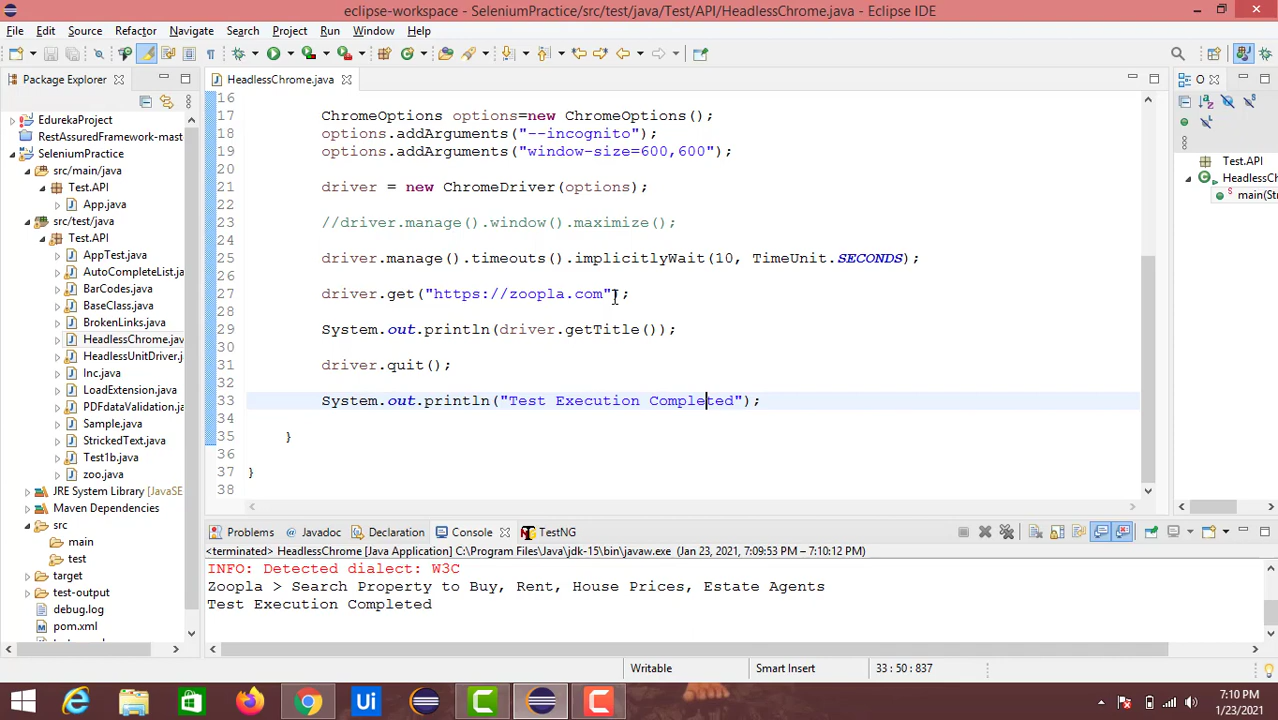 eclipse-workspace - SeleniumPractice/src/test/java/Test/API/HeadlessChrome.java - Eclipse IDE
File Edit Source Refactor Navigate Search Project Run Window Help
Package Explorer
HeadlessChrome.java
O
EdurekaProject
RestAssuredFramework-mast
SeleniumPractice
src/main/java
Test.API
App.java
src/test/java
Test.API
AppTest.java
AutoCompleteList.ja
BarCodes.java
BaseClass.java
BrokenLinks.java
HeadlessChrome.jav
HeadlessUnitDriver.j
Inc.java
LoadExtension.java
PDFdataValidation.ja
Sample.java
StrickedText.java
Test1b.java
zoo.java
JRE System Library [JavaSE
Maven Dependencies
src
main
test
target
test-output
debug.log
pom.xml
16
17 ChromeOptions options=new ChromeOptions();
18 options.addArguments("--incognito");
19 options.addArguments("window-size=600,600");
20
21 driver = new ChromeDriver(options);
22
23 //driver.manage().window().maximize();
24
25 driver.manage().timeouts().implicitlyWait(10, TimeUnit.SECONDS);
26
27 driver.get("https://zoopla.com");
28
29 System.out.println(driver.getTitle());
30
31 driver.quit();
32
33 System.out.println("Test Execution Completed");
34
35 }
36
37 }
38
Test.API
HeadlessCh
main(Str
Problems Javadoc Declaration Console TestNG
<terminated> HeadlessChrome [Java Application] C:\Program Files\Java\jdk-15\bin\javaw.exe (Jan 23, 2021, 7:09:53 PM – 7:10:12 PM)
INFO: Detected dialect: W3C
Zoopla > Search Property to Buy, Rent, House Prices, Estate Agents
Test Execution Completed
Writable Smart Insert 33 : 50 : 837
Ui
7:10 PM
1/23/2021